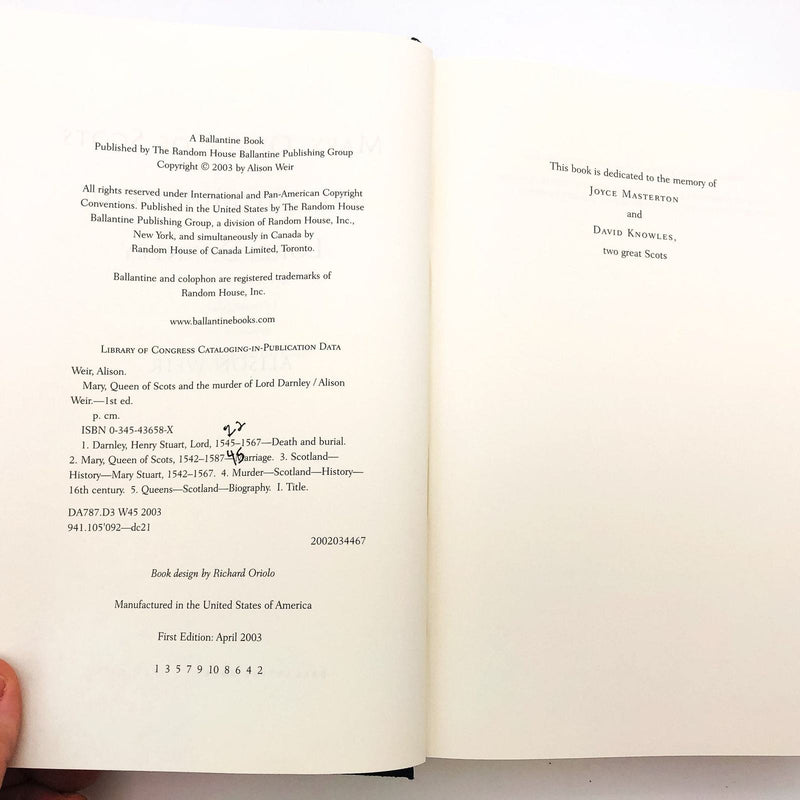 A Ballantine Book
Published by The Random House Ballantine Publishing Group
Copyright © 2003 by Alison Weir
All rights reserved under International and Pan-American Copyright
Conventions. Published in the United States by The Random House
Ballantine Publishing Group, a division of Random House, Inc.,
New York, and simultaneously in Canada by
Random House of Canada Limited, Toronto.
Ballantine and colophon are registered trademarks of
Random House, Inc.
www.ballantinebooks.com
Library of Congress Cataloging-in-Publication Data
Weir, Alison.
Mary, Queen of Scots and the murder of Lord Darnley / Alison
Weir.—1st ed.
p. cm.
ISBN 0-345-43658-X
22
1. Darnley, Henry Stuart, Lord, 1545–1567—Death and burial.
2. Mary, Queen of Scots, 1542–1587—Marriage. 3. Scotland—
45
History—Mary Stuart, 1542–1567. 4. Murder—Scotland—History—
16th century. 5. Queens—Scotland—Biography. I. Title.
DA787.D3 W45 2003
941.105'092—dc21
2002034467
Book design by Richard Oriolo
Manufactured in the United States of America
First Edition: April 2003
1 3 5 7 9 10 8 6 4 2
This book is dedicated to the memory of
Joyce Masterton
and
David Knowles,
two great Scots